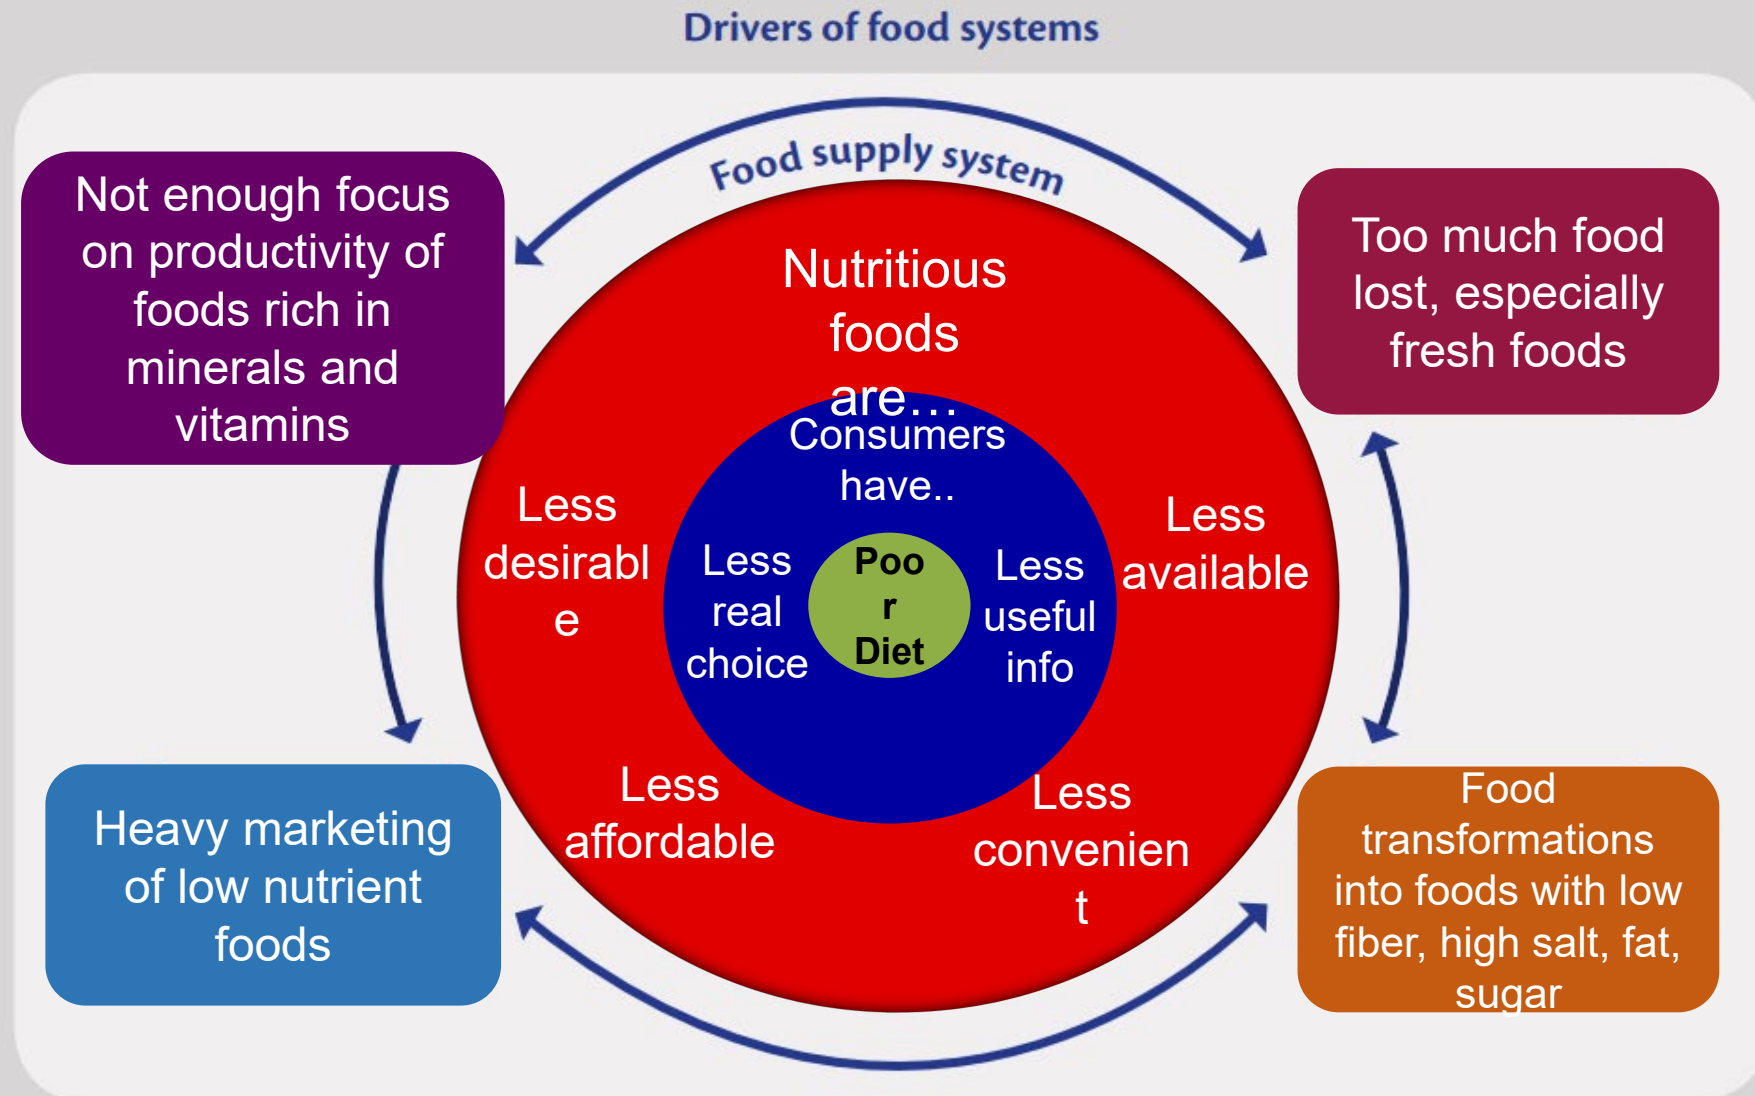 Drivers of food systems
Food supply system
Not enough focus
on productivity of
foods rich in
minerals and
vitamins
Too much food
lost, especially
fresh foods
Nutritious
foods
are…
Consumers
have..
Less
desirabl
e
Less
real
choice
Poo
r
Diet
Less
useful
info
Less
available
Less
affordable
Less
convenien
t
Heavy marketing
of low nutrient
foods
Food
transformations
into foods with low
fiber, high salt, fat,
sugar